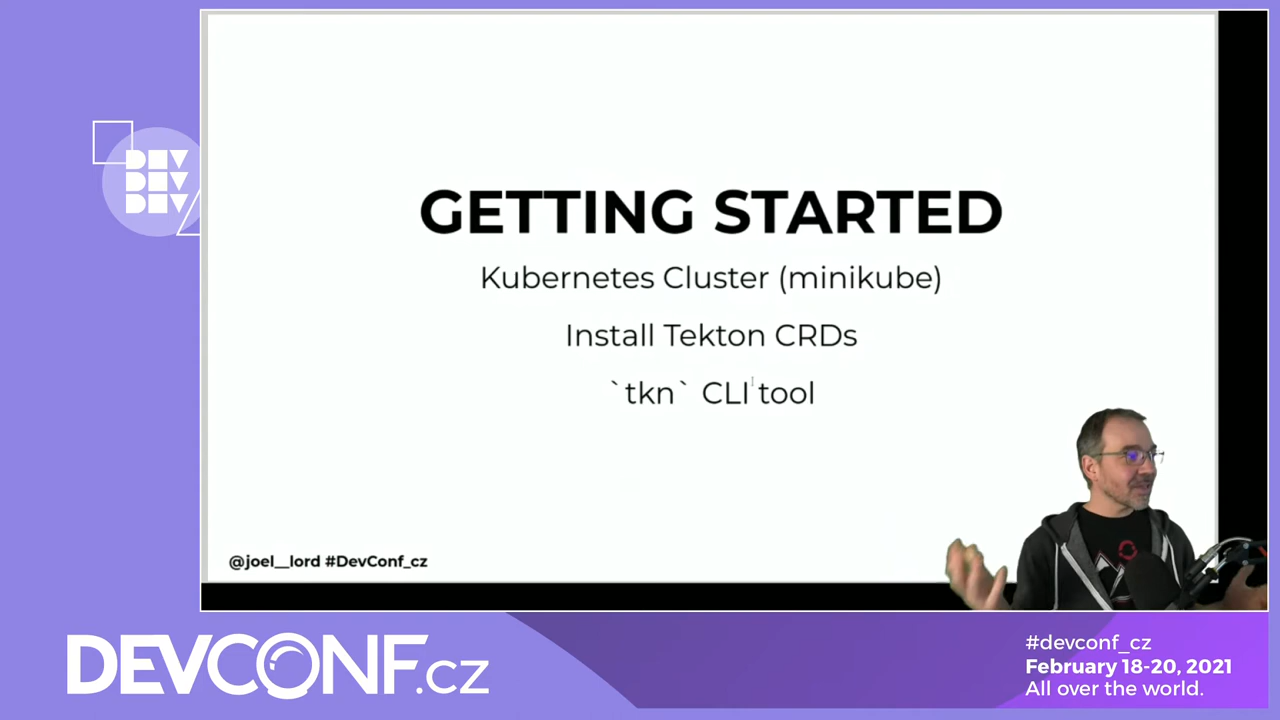 DEV
DEV
DEV
GETTING STARTED
Kubernetes Cluster (minikube)
Install Tekton CRDs
`tkn` CLI tool
@joel__lord #DevConf_cz
DEVCONF.cz
#devconf_cz
February 18-20, 2021
All over the world.